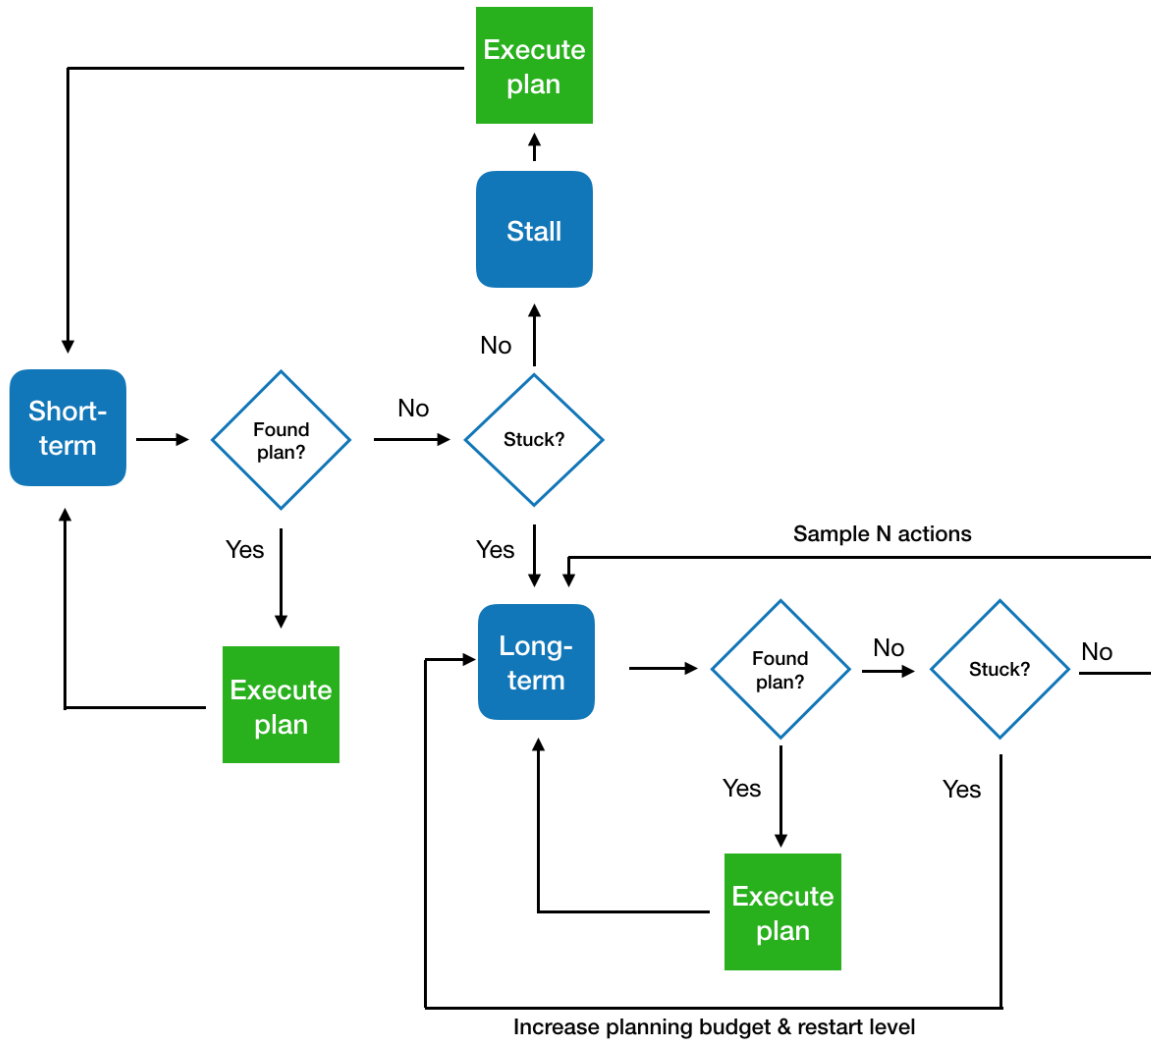 Execute
plan
Stall
No
Short-
term
Found
plan?
No
Stuck?
Yes
Yes
Sample N actions
Execute
plan
Long-
term
Found
plan?
No
Stuck?
No
Yes
Yes
Execute
plan
Increase planning budget & restart level